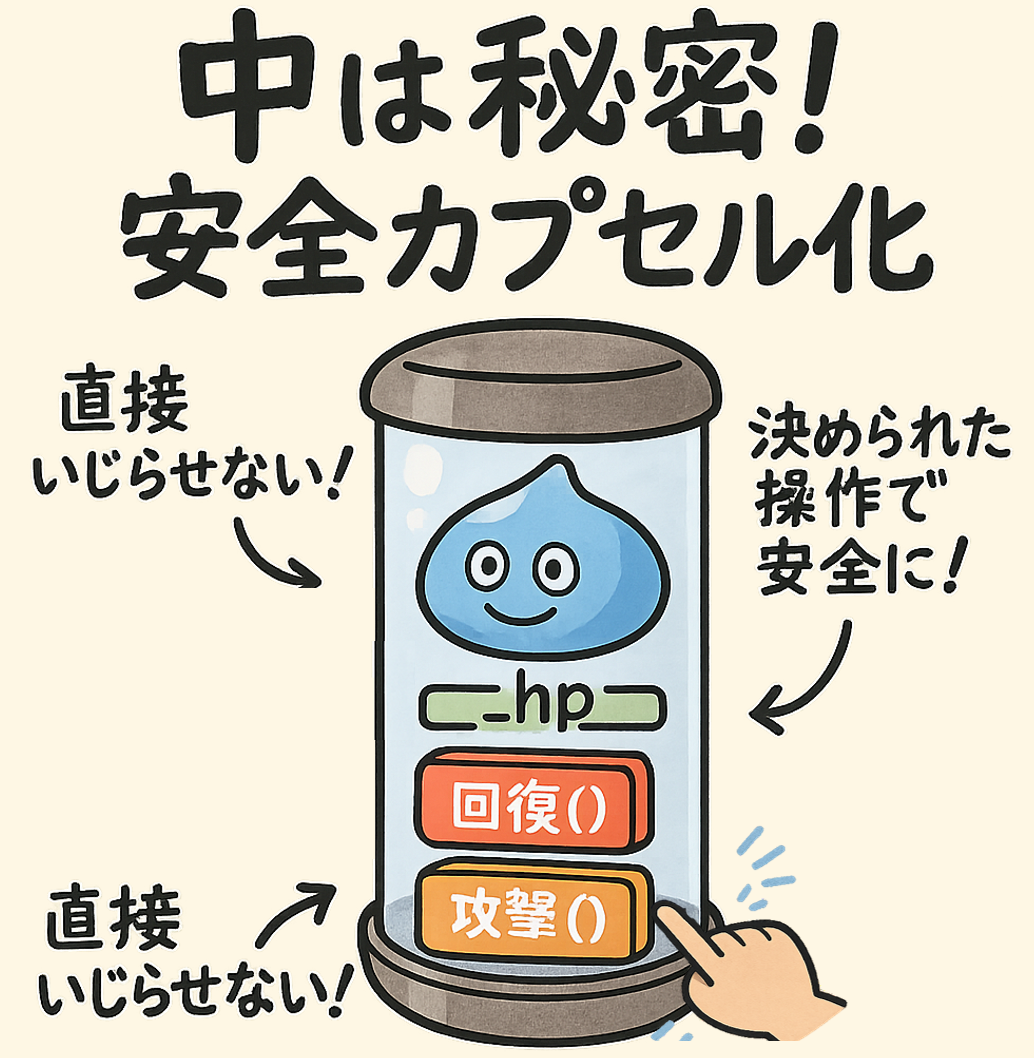 中は秘密!
安全カプセル化
直接
いじらせない!
決められた
操作で
安全に!
_hp
回復()
攻撃()
直接
いじらせない!